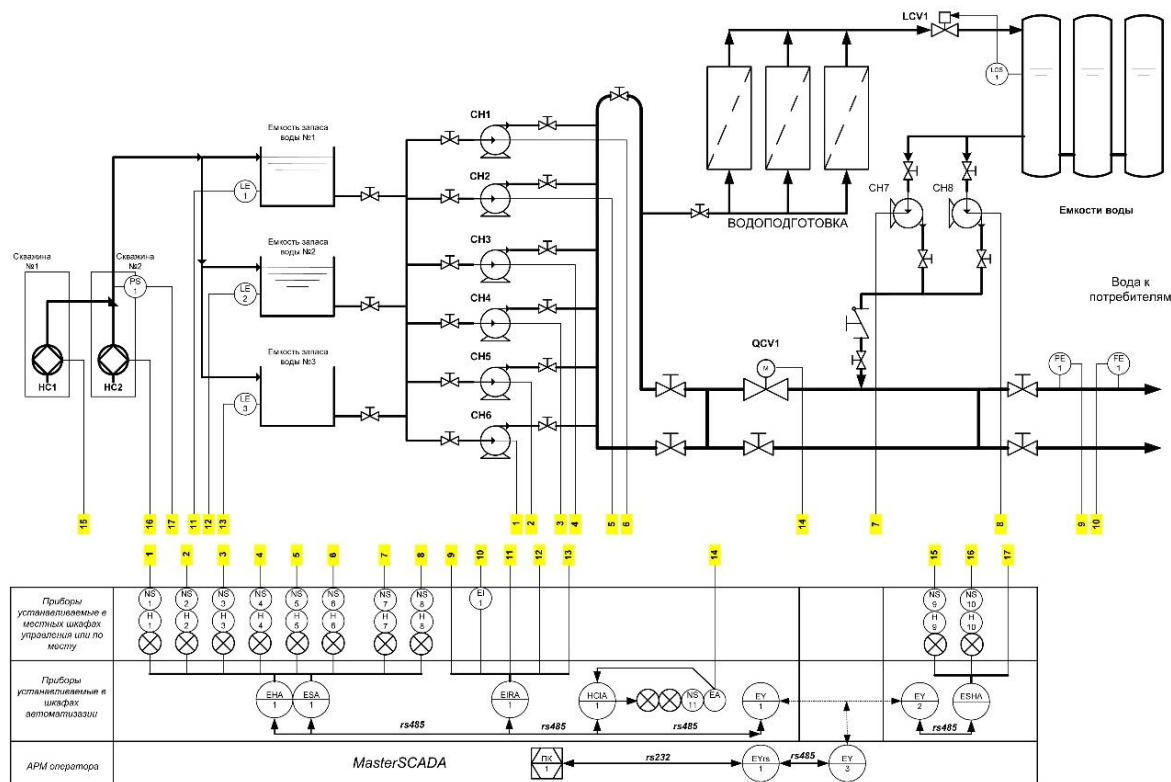 LCV1
LCS
1
CH1
Емкость запаса
воды №1
LE
1
CH2
CH7
CH8
ВОДОПОДГОТОВКА
Емкости воды
Скважина
№1
Скважина
№2
PS
1
Емкость запаса
воды №2
LE
2
CH3
CH4
Вода к
потребителям
QCV1
M
HC1
HC2
Емкость запаса
воды №3
LE
3
CH5
CH6
PE
1
FE
1
15
16
17
11
12
13
1
2
3
4
5
6
14
7
8
9
10
1
2
3
4
5
6
7
8
9
10
11
12
13
14
15
16
17
Приборы
устанавливаемые в
местных шкафах
управления или по
месту
NS
1
NS
2
NS
3
NS
4
NS
5
NS
6
NS
7
NS
8
EI
1
NS
9
NS
10
H
1
H
2
H
3
H
4
H
5
H
6
H
7
H
8
H
9
H
10
Приборы
устанавливаемые в
шкафах
автоматизазии
EHA
1
ESA
1
EIRA
1
HCIA
1
NS
11
EA
EY
1
EY
2
ESHA
rs485
rs485
rs485
rs485
АРМ оператора
MasterSCADA
ПК
1
rs232
EYrs
1
rs485
EY
3